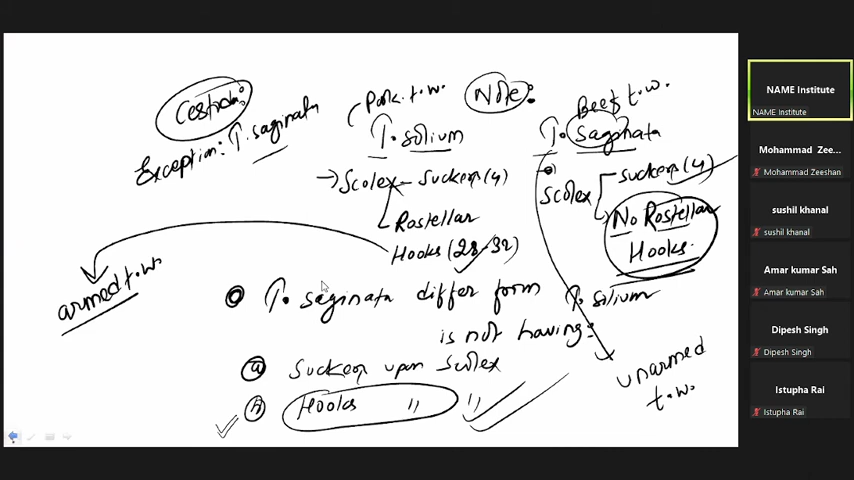 Cestoda:
Exception: T. saginata
Pork. t.w.
T. solium
→ Scolex - Suckers (4)
Rostellar
Hooks (28-32)
armed t.w.
Note:
Beef t.w.
T. saginata
Scolex
suckers (4)
No Rostellar
Hooks.
T. saginata differ form T. silium
is not having:
(a) Sucker upon Scolex
(b) Hooks " "
unarmed
t.w.
NAME Institute
NAME Institute
Mohammad Zee...
Mohammad Zeeshan
sushil khanal
sushil khanal
Amar kumar Sah
Amar kumar Sah
Dipesh Singh
Dipesh Singh
Istupha Rai
Istupha Rai